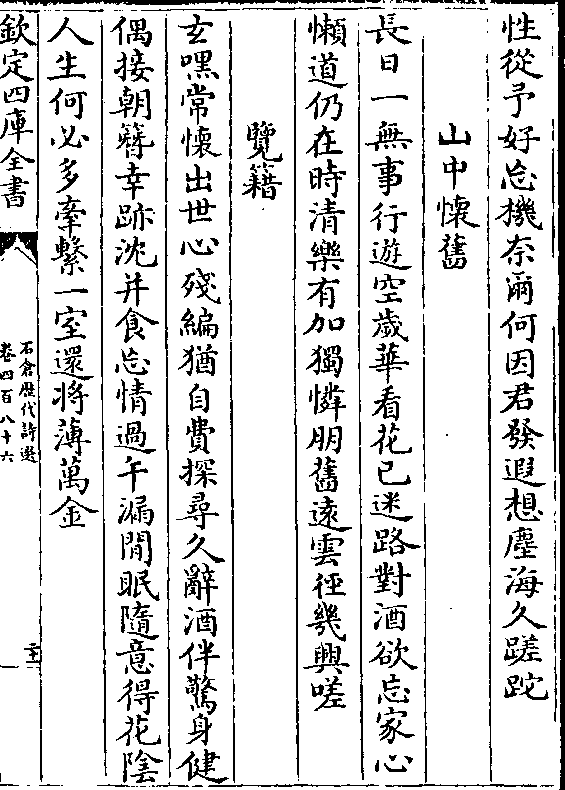 性從予好忘機奈爾何因君發遐想塵海久蹉跎
山中懷舊
長日一無事行遊空歲華看花已迷路對酒欲忘家心
懶道仍在時清樂有加獨憐朋舊遠雲徑幾興嗟
覽籍
玄嘿常懷出世心殘編猶自費探尋久辭酒伴驚身健
偶接朝簪幸跡沈并食忘情過午漏閒眠隨意得花陰
人生何必多牽繫一室還將薄萬金
欽定四庫全書
石倉歷代詩選
卷四百八十六